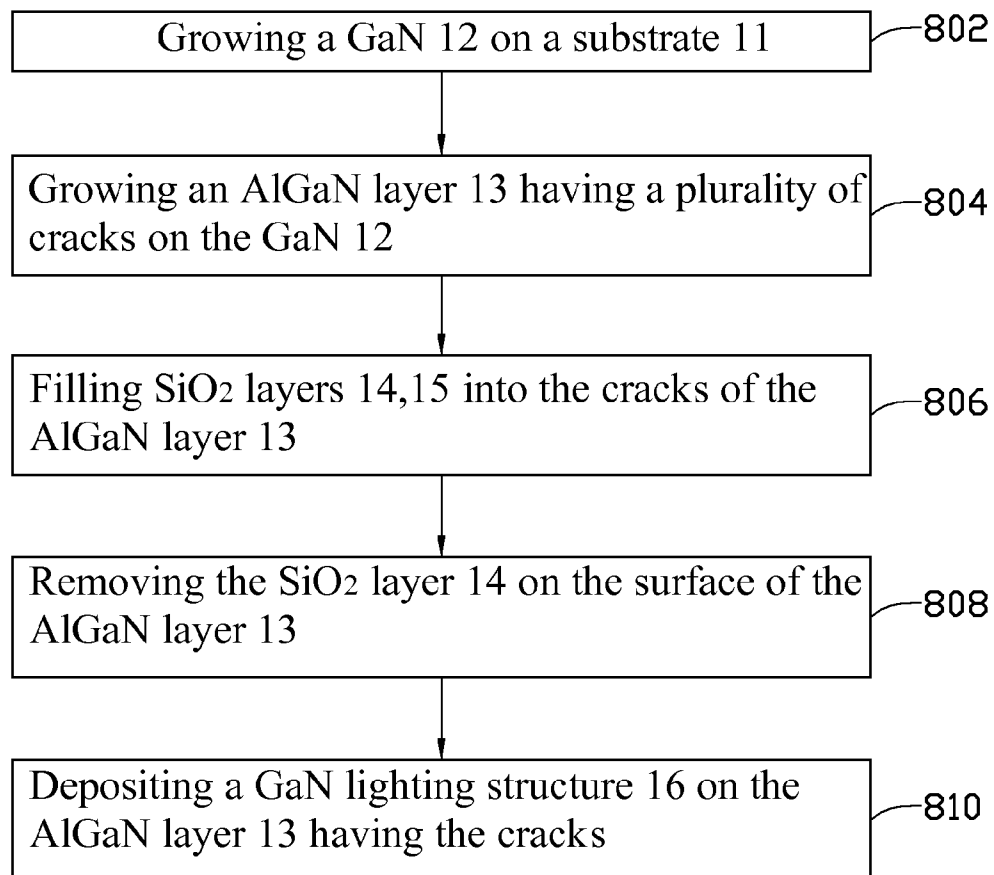 Growing a GaN 12 on a substrate 11
802
Growing an AlGaN layer 13 having a plurality of
cracks on the GaN 12
804
Filling SiO2 layers 14,15 into the cracks of the
AlGaN layer 13
806
Removing the SiO2 layer 14 on the surface of the
AlGaN layer 13
808
Depositing a GaN lighting structure 16 on the
AlGaN layer 13 having the cracks
810